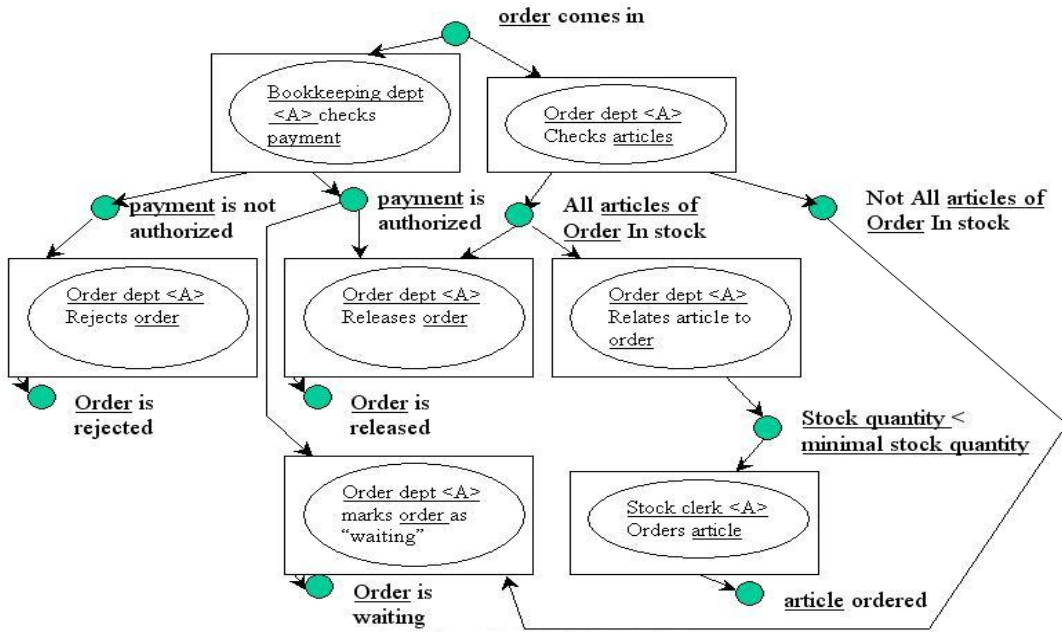 order comes in
Bookkeeping dept
<A> checks
payment
Order dept <A>
Checks articles
payment is not
authorized
payment is
authorized
All articles of
Order In stock
Not All articles of
Order In stock
Order dept <A>
Rejects order
Order dept <A>
Releases order
Order dept <A>
Relates article to
order
Order is
rejected
Order is
released
Stock quantity <
minimal stock quantity
Order dept <A>
marks order as
“waiting”
Stock clerk <A>
Orders article
Order is
waiting
article ordered